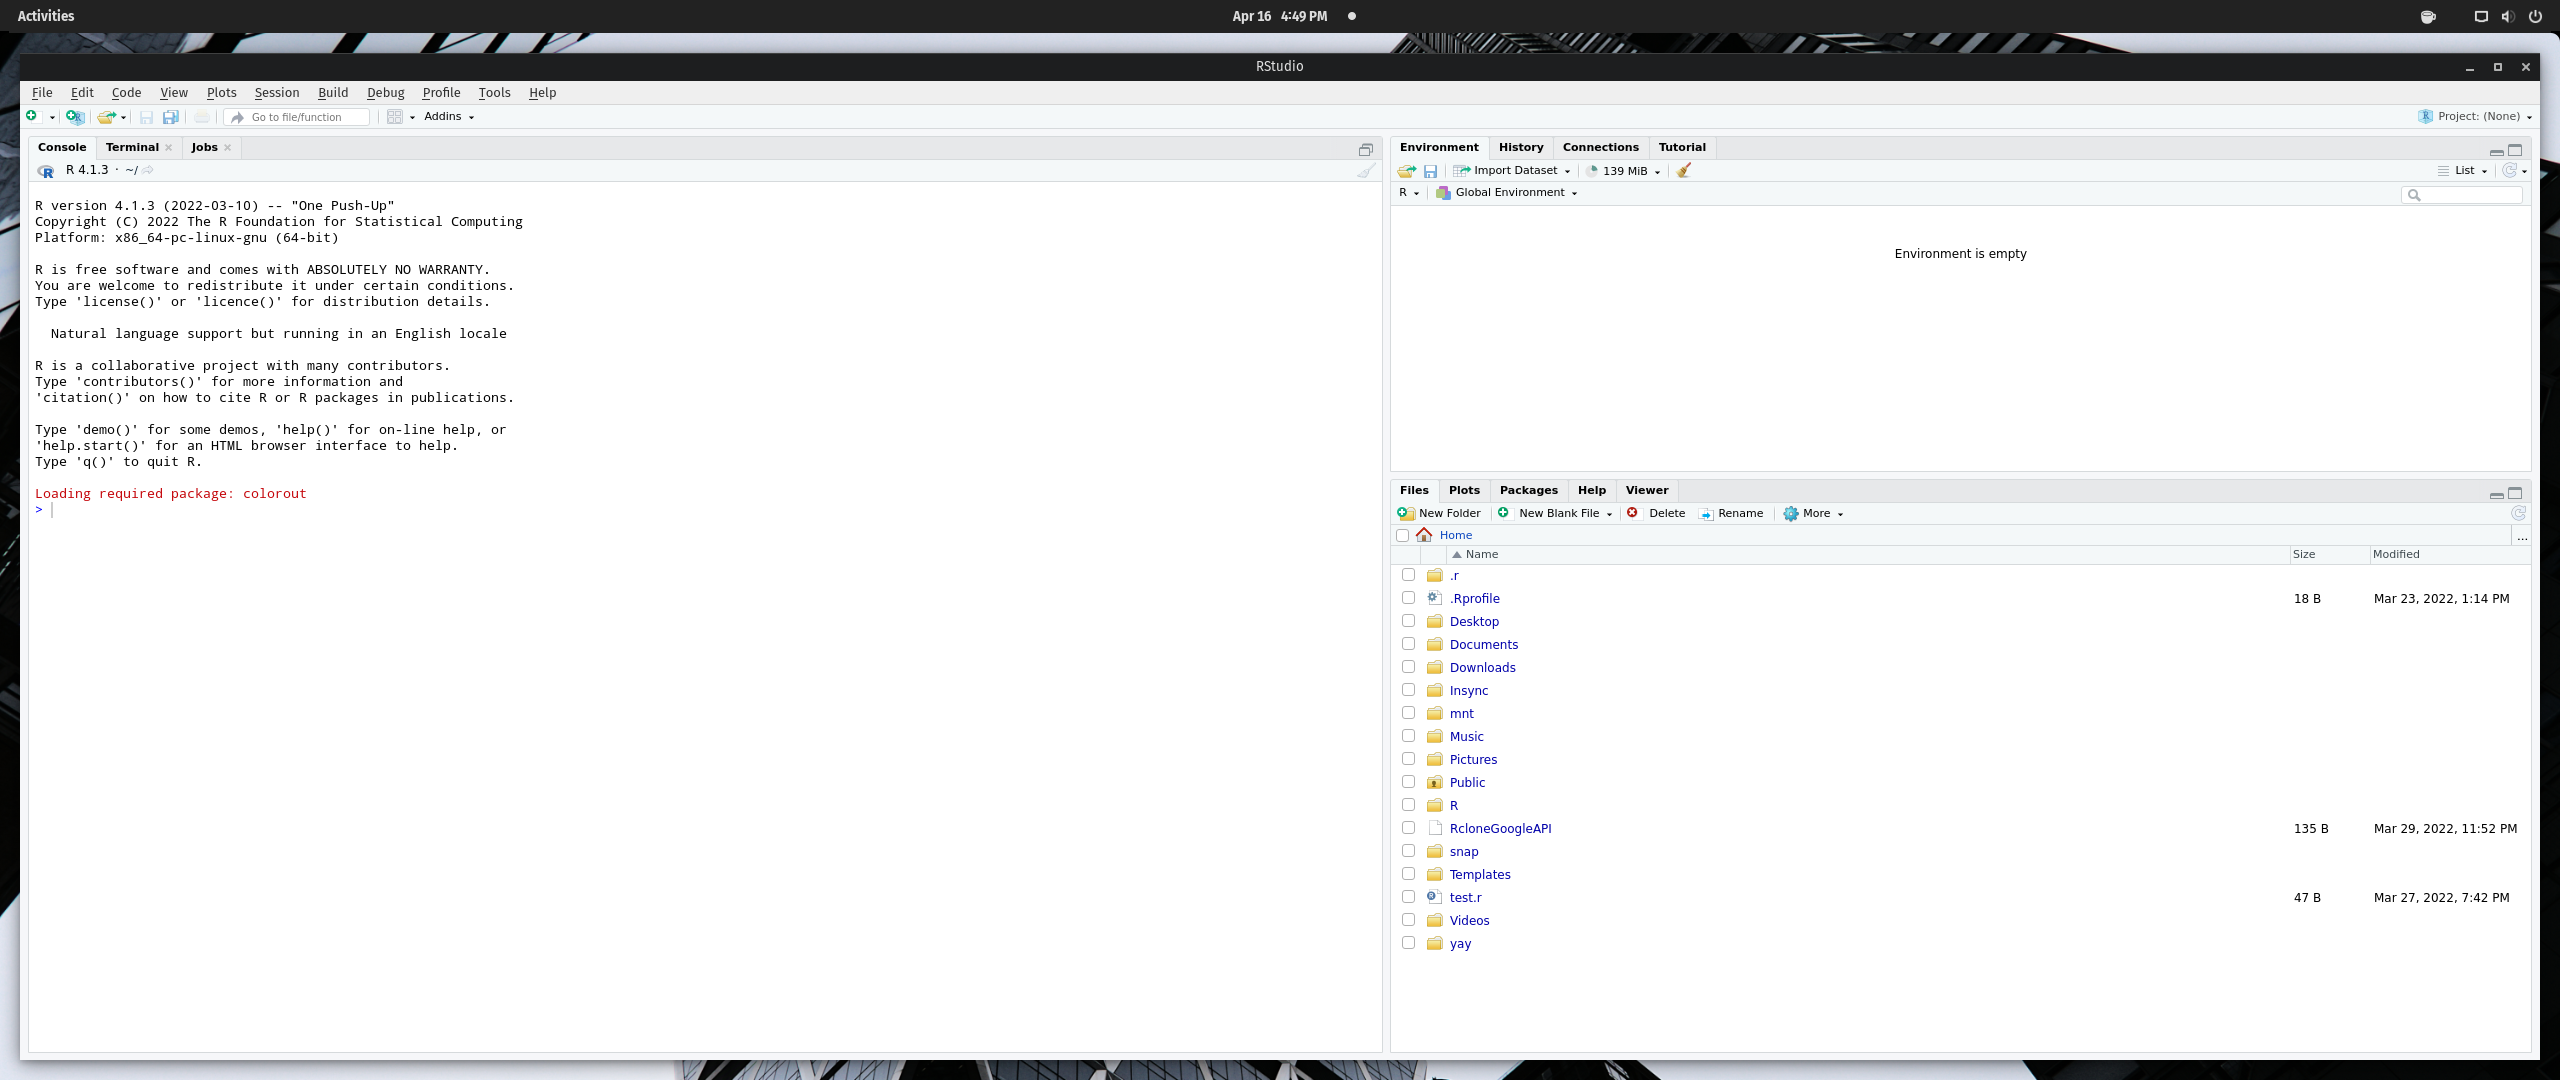 Activities
Apr 16 4:49 PM
RStudio
File Edit Code View Plots Session Build Debug Profile Tools Help
Go to file/function Addins Project: (None)
Console Terminal Jobs
R 4.1.3 · ~/
R version 4.1.3 (2022-03-10) -- "One Push-Up"
Copyright (C) 2022 The R Foundation for Statistical Computing
Platform: x86_64-pc-linux-gnu (64-bit)
R is free software and comes with ABSOLUTELY NO WARRANTY.
You are welcome to redistribute it under certain conditions.
Type 'license()' or 'licence()' for distribution details.
Natural language support but running in an English locale
R is a collaborative project with many contributors.
Type 'contributors()' for more information and
'citation()' on how to cite R or R packages in publications.
Type 'demo()' for some demos, 'help()' for on-line help, or
'help.start()' for an HTML browser interface to help.
Type 'q()' to quit R.
Loading required package: colorout
>
Environment History Connections Tutorial
Import Dataset 139 MiB List
R Global Environment
Environment is empty
Files Plots Packages Help Viewer
New Folder New Blank File Delete Rename More
Home ...
Name Size Modified
.r
.Rprofile 18 B Mar 23, 2022, 1:14 PM
Desktop
Documents
Downloads
Insync
mnt
Music
Pictures
Public
R
RcloneGoogleAPI 135 B Mar 29, 2022, 11:52 PM
snap
Templates
test.r 47 B Mar 27, 2022, 7:42 PM
Videos
yay